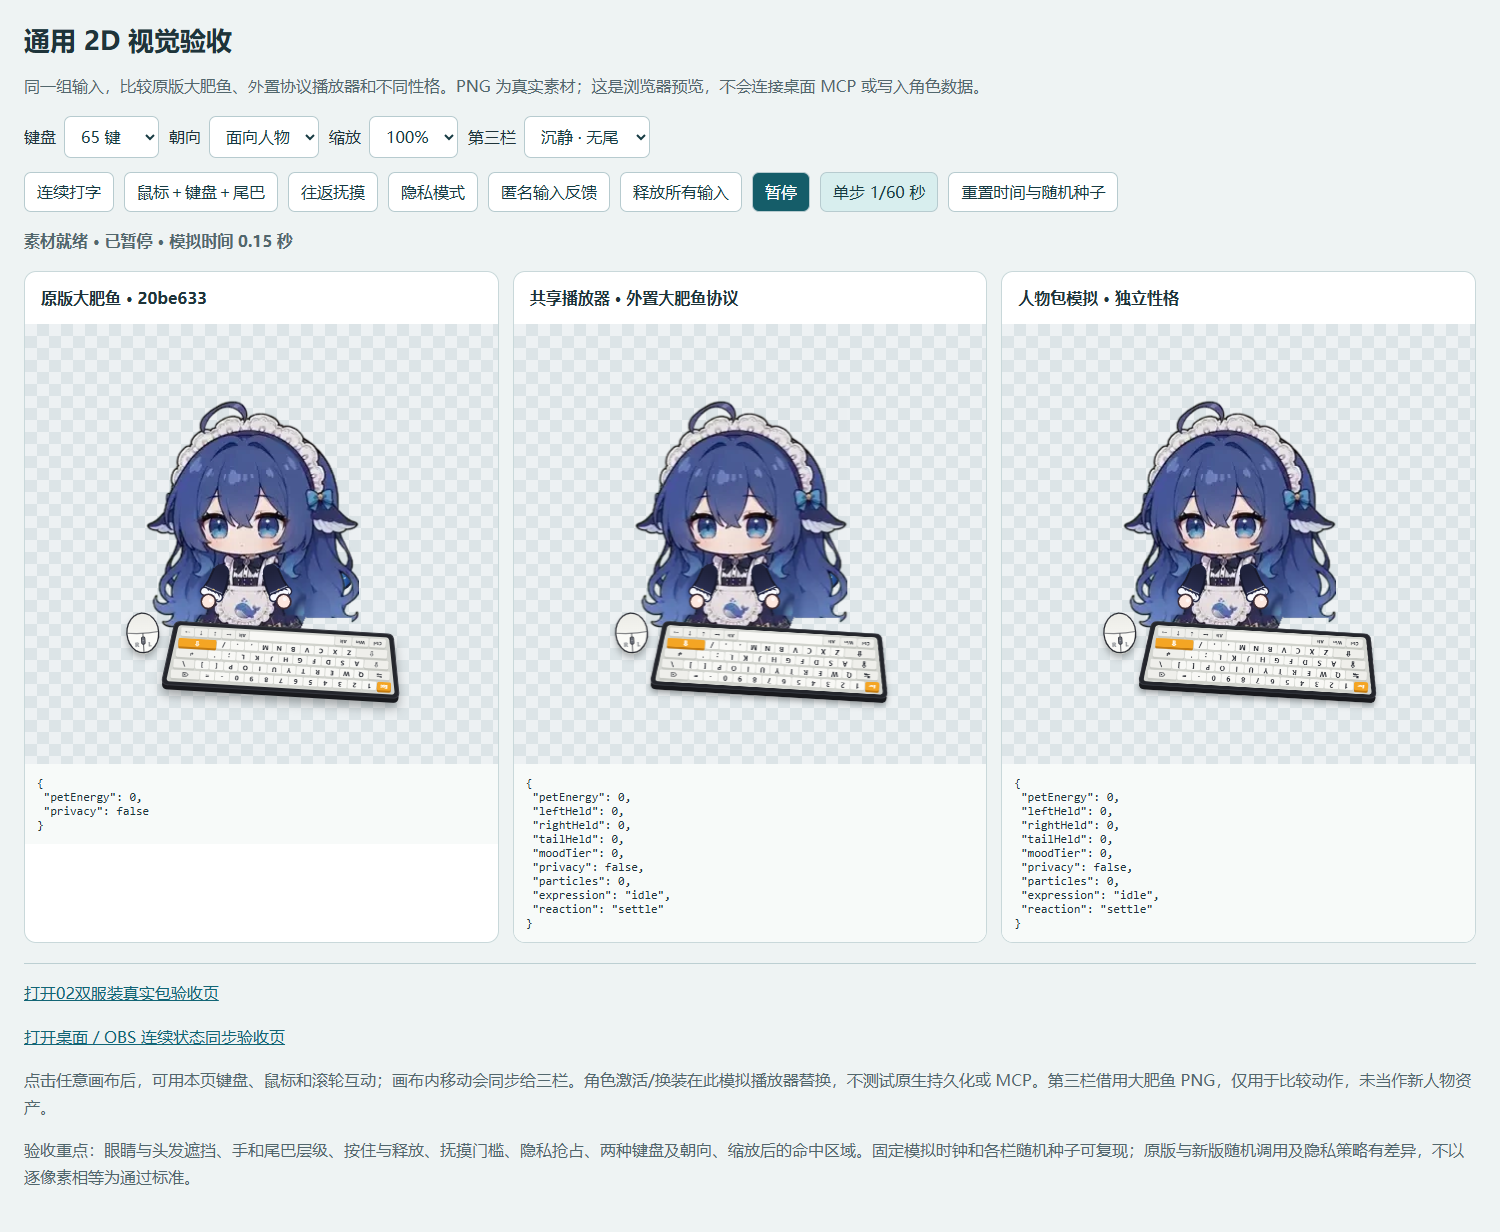 通用 2D 视觉验收
同一组输入，比较原版大肥鱼、外置协议播放器和不同性格。PNG 为真实素材；这是浏览器预览，不会连接桌面 MCP 或写入角色数据。
键盘 65 键 朝向 面向人物 缩放 100% 第三栏 沉静 · 无尾
连续打字 鼠标＋键盘＋尾巴 往返抚摸 隐私模式 匿名输入反馈 释放所有输入 暂停 单步 1/60 秒 重置时间与随机种子
素材就绪 • 已暂停 • 模拟时间 0.15 秒
原版大肥鱼 • 20be633
{
"petEnergy": 0,
"privacy": false
}
共享播放器 • 外置大肥鱼协议
{
"petEnergy": 0,
"leftHeld": 0,
"rightHeld": 0,
"tailHeld": 0,
"moodTier": 0,
"privacy": false,
"particles": 0,
"expression": "idle",
"reaction": "settle"
}
人物包模拟 • 独立性格
{
"petEnergy": 0,
"leftHeld": 0,
"rightHeld": 0,
"tailHeld": 0,
"moodTier": 0,
"privacy": false,
"particles": 0,
"expression": "idle",
"reaction": "settle"
}
打开02双服装真实包验收页
打开桌面 / OBS 连续状态同步验收页
点击任意画布后，可用本页键盘、鼠标和滚轮互动；画布内移动会同步给三栏。角色激活/换装在此模拟播放器替换，不测试原生持久化或 MCP。第三栏借用大肥鱼 PNG，仅用于比较动作，未当作新人物资
产。
验收重点：眼睛与头发遮挡、手和尾巴层级、按住与释放、抚摸门槛、隐私抢占、两种键盘及朝向、缩放后的命中区域。固定模拟时钟和各栏随机种子可复现；原版与新版随机调用及隐私策略有差异，不以
逐像素相等为通过标准。